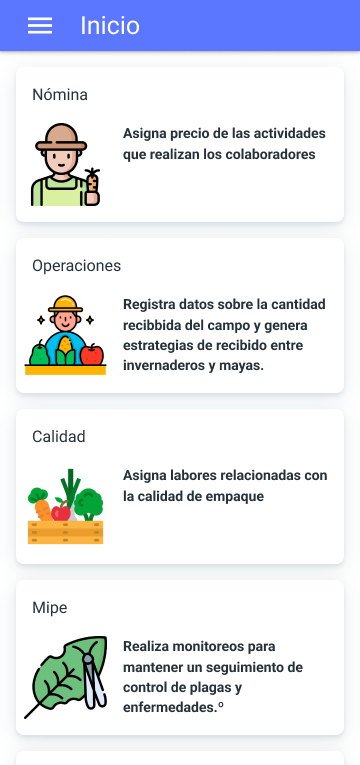 Inicio
Nómina
Asigna precio de las actividades
que realizan los colaboradores
Operaciones
Registra datos sobre la cantidad
recibbida del campo y genera
estrategias de recibido entre
invernaderos y mayas.
Calidad
Asigna labores relacionadas con
la calidad de empaque
Mipe
Realiza monitoreos para
mantener un seguimiento de
control de plagas y
enfermedades.º